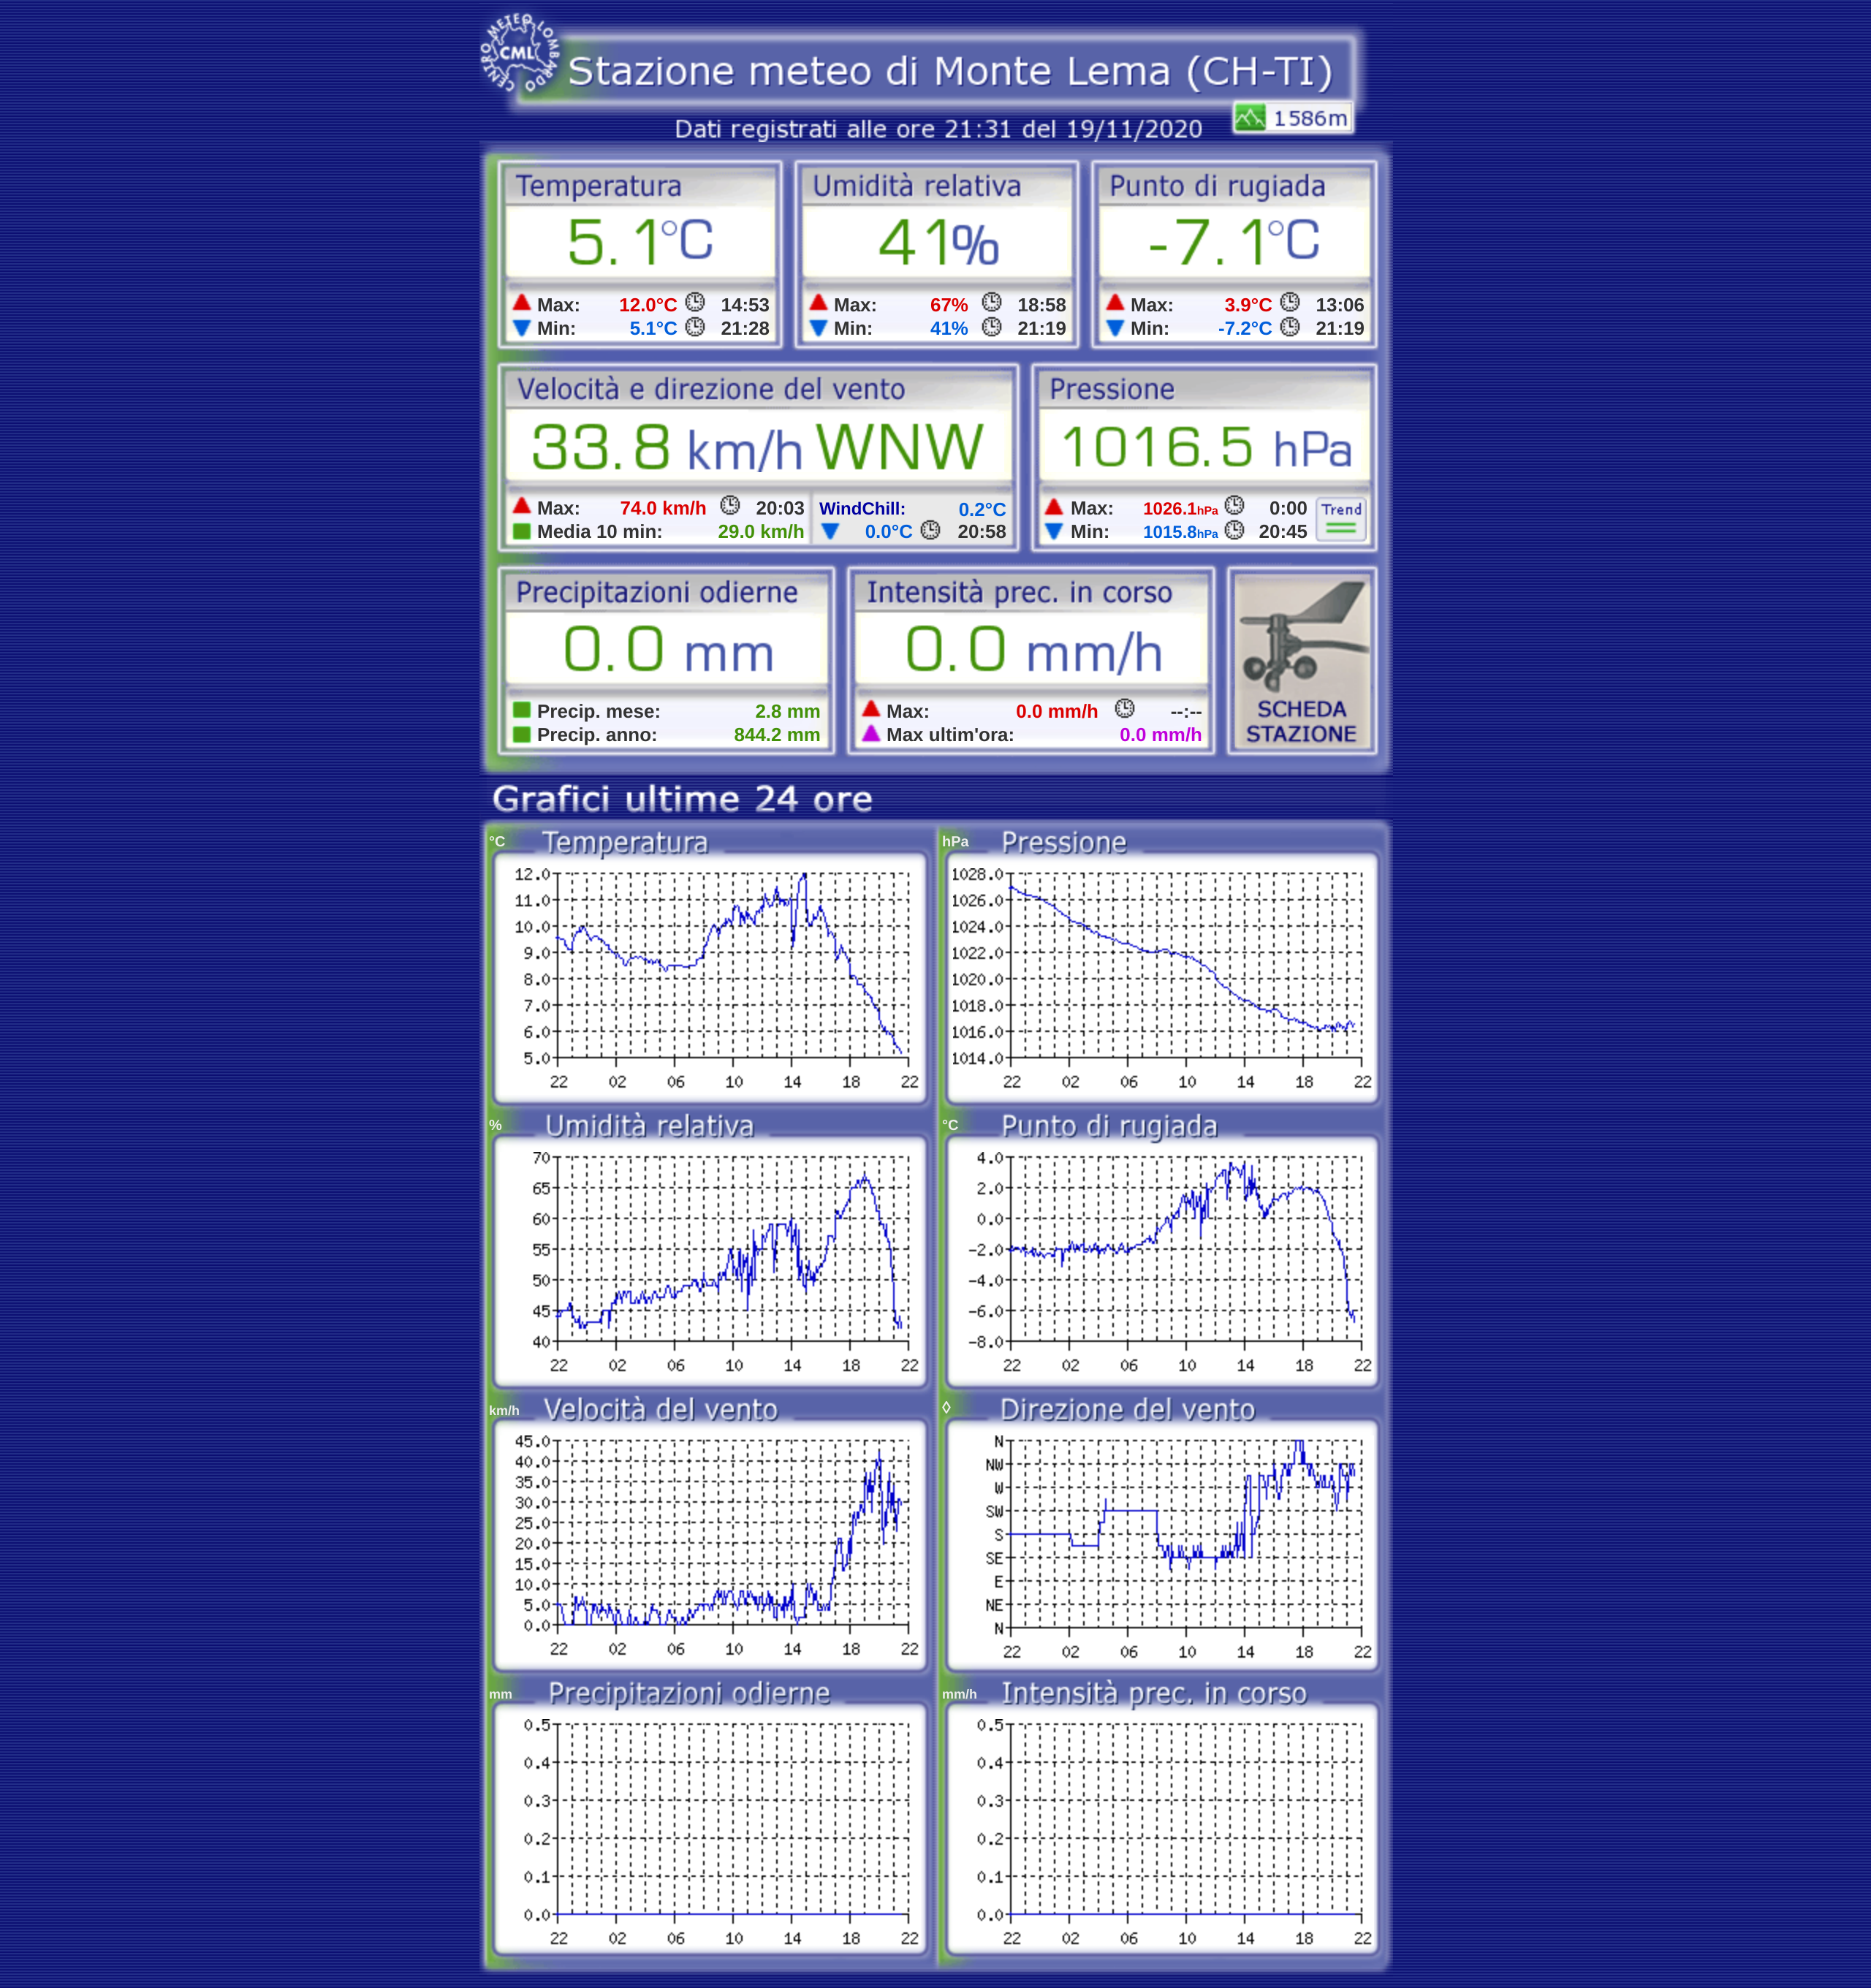 CENTRO METEO LOMBARDO
CML
Stazione meteo di Monte Lema (CH-TI)
1586m
Dati registrati alle ore 21:31 del 19/11/2020
Temperatura
5.1°C
Max: 12.0°C 14:53
Min: 5.1°C 21:28
Umidità relativa
41%
Max: 67% 18:58
Min: 41% 21:19
Punto di rugiada
-7.1°C
Max: 3.9°C 13:06
Min: -7.2°C 21:19
Velocità e direzione del vento
33.8 km/h WNW
Max: 74.0 km/h 20:03
Media 10 min: 29.0 km/h
WindChill: 0.2°C
0.0°C 20:58
Pressione
1016.5 hPa
Max: 1026.1hPa 0:00
Min: 1015.8hPa 20:45
Trend
Precipitazioni odierne
0.0 mm
Precip. mese: 2.8 mm
Precip. anno: 844.2 mm
Intensità prec. in corso
0.0 mm/h
Max: 0.0 mm/h --:--
Max ultim'ora: 0.0 mm/h
SCHEDA
STAZIONE
Grafici ultime 24 ore
°C Temperatura
12.0
11.0
10.0
9.0
8.0
7.0
6.0
5.0
22 02 06 10 14 18 22
hPa Pressione
1028.0
1026.0
1024.0
1022.0
1020.0
1018.0
1016.0
1014.0
22 02 06 10 14 18 22
% Umidità relativa
70
65
60
55
50
45
40
22 02 06 10 14 18 22
°C Punto di rugiada
4.0
2.0
0.0
-2.0
-4.0
-6.0
-8.0
22 02 06 10 14 18 22
km/h Velocità del vento
45.0
40.0
35.0
30.0
25.0
20.0
15.0
10.0
5.0
0.0
22 02 06 10 14 18 22
◊ Direzione del vento
N
NW
W
SW
S
SE
E
NE
N
22 02 06 10 14 18 22
mm Precipitazioni odierne
0.5
0.4
0.3
0.2
0.1
0.0
22 02 06 10 14 18 22
mm/h Intensità prec. in corso
0.5
0.4
0.3
0.2
0.1
0.0
22 02 06 10 14 18 22